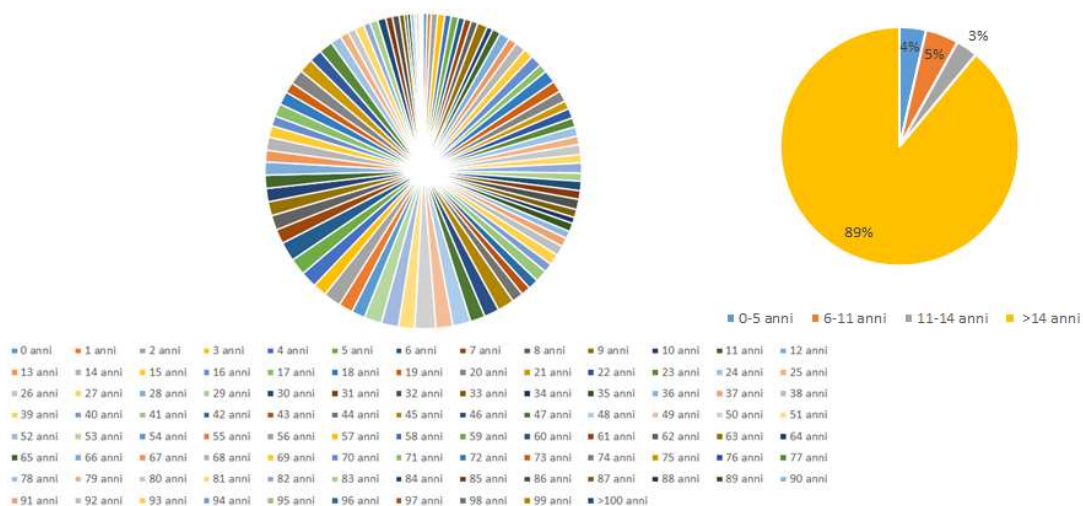 4%
5%
3%
89%
0-5 anni 6-11 anni 11-14 anni >14 anni
0 anni 1 anni 2 anni 3 anni 4 anni 5 anni 6 anni 7 anni 8 anni 9 anni 10 anni 11 anni 12 anni
13 anni 14 anni 15 anni 16 anni 17 anni 18 anni 19 anni 20 anni 21 anni 22 anni 23 anni 24 anni 25 anni
26 anni 27 anni 28 anni 29 anni 30 anni 31 anni 32 anni 33 anni 34 anni 35 anni 36 anni 37 anni 38 anni
39 anni 40 anni 41 anni 42 anni 43 anni 44 anni 45 anni 46 anni 47 anni 48 anni 49 anni 50 anni 51 anni
52 anni 53 anni 54 anni 55 anni 56 anni 57 anni 58 anni 59 anni 60 anni 61 anni 62 anni 63 anni 64 anni
65 anni 66 anni 67 anni 68 anni 69 anni 70 anni 71 anni 72 anni 73 anni 74 anni 75 anni 76 anni 77 anni
78 anni 79 anni 80 anni 81 anni 82 anni 83 anni 84 anni 85 anni 86 anni 87 anni 88 anni 89 anni 90 anni
91 anni 92 anni 93 anni 94 anni 95 anni 96 anni 97 anni 98 anni 99 anni >100 anni